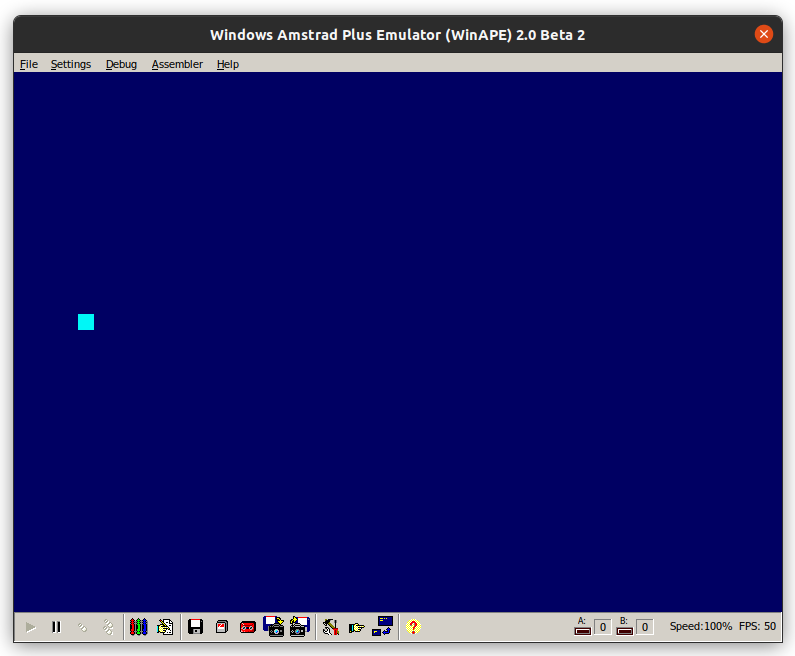 Windows Amstrad Plus Emulator (WinAPE) 2.0 Beta 2
File Settings Debug Assembler Help
A: 0 B: 0 Speed:100% FPS: 50